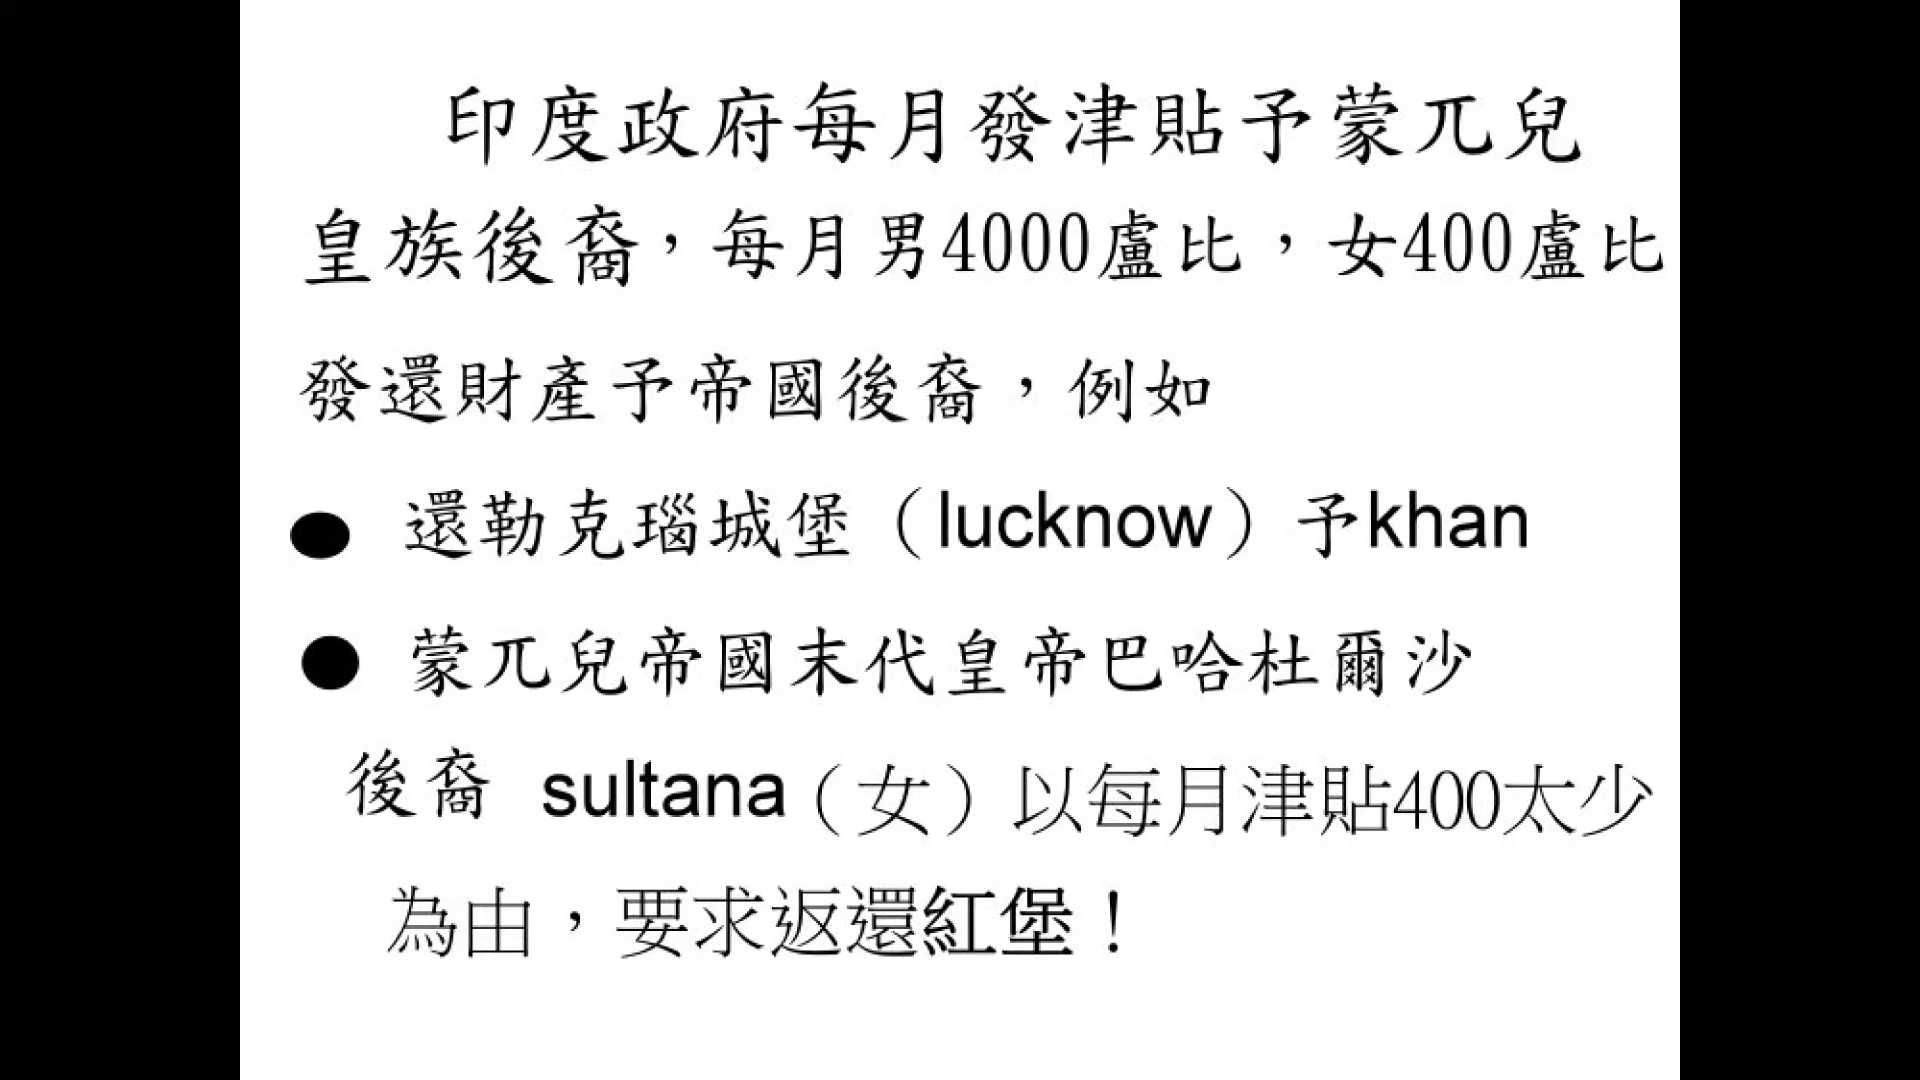 印度政府每月發津貼予蒙兀兒
皇族後裔，每月男4000盧比，女400盧比
發還財產予帝國後裔，例如
● 還勒克瑙城堡（lucknow）予khan
● 蒙兀兒帝國末代皇帝巴哈杜爾沙
後裔 sultana（女）以每月津貼400太少
為由，要求返還紅堡！